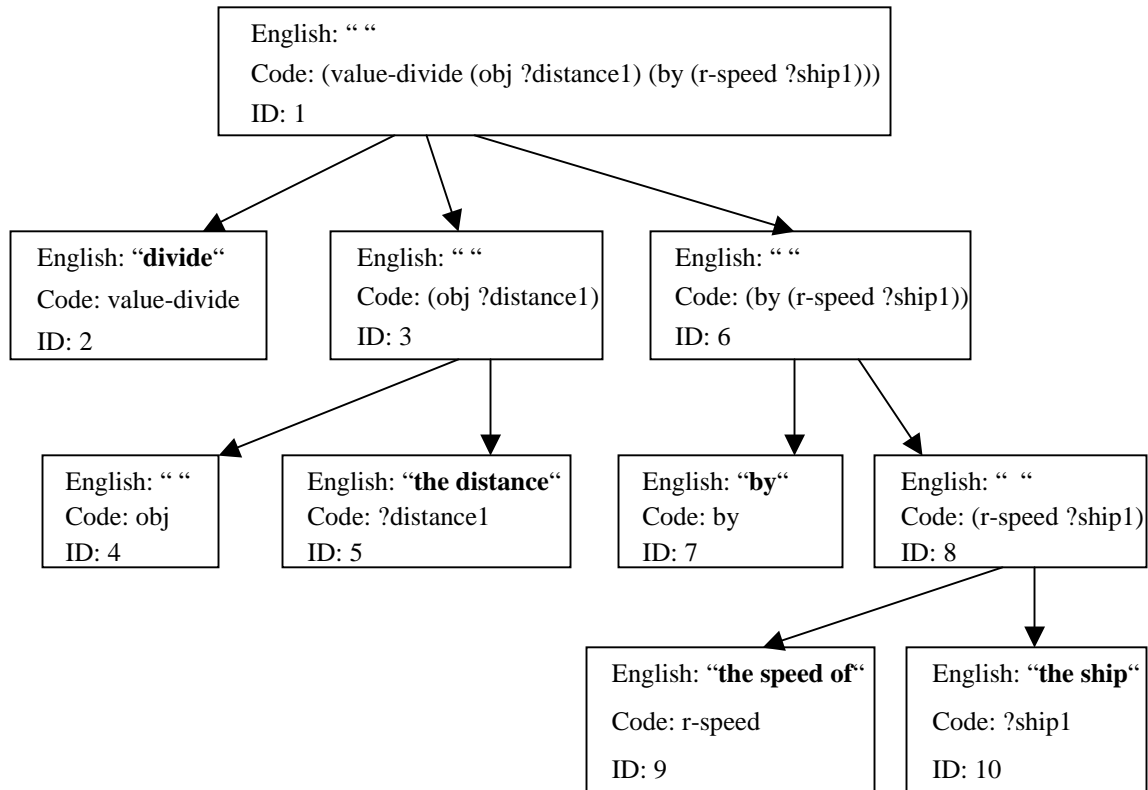 English: “ “
Code: (value-divide (obj ?distance1) (by (r-speed ?ship1)))
ID: 1
English: “divide“
Code: value-divide
ID: 2
English: “ “
Code: (obj ?distance1)
ID: 3
English: “ “
Code: (by (r-speed ?ship1))
ID: 6
English: “ “
Code: obj
ID: 4
English: “the distance“
Code: ?distance1
ID: 5
English: “by“
Code: by
ID: 7
English: “  “
Code: (r-speed ?ship1)
ID: 8
English: “the speed of“
Code: r-speed
ID: 9
English: “the ship“
Code: ?ship1
ID: 10